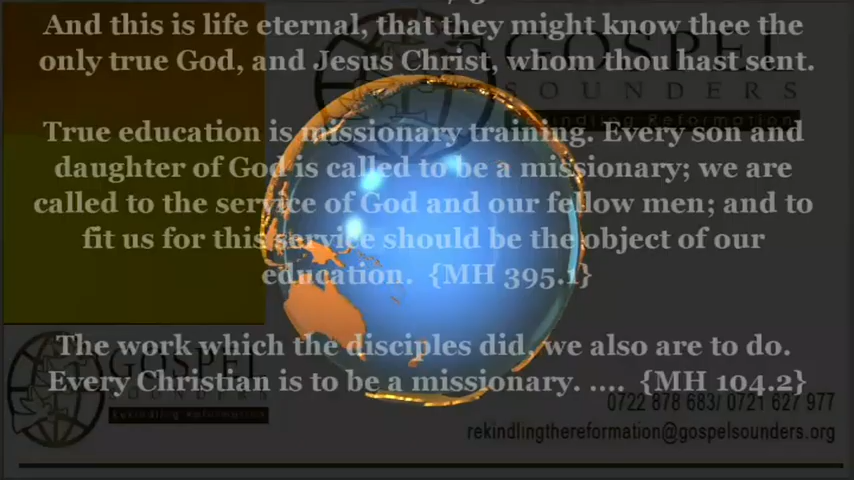 And this is life eternal, that they might know thee the
only true God, and Jesus Christ, whom thou hast sent.
GOSPEL
SOUNDERS
Rekindling Reformation
True education is missionary training. Every son and
daughter of God is called to be a missionary; we are
called to the service of God and our fellow men; and to
fit us for this service should be the object of our
education. {MH 395.1}
The work which the disciples did, we also are to do.
Every Christian is to be a missionary. .... {MH 104.2}
GOSPEL
SOUNDERS
Rekindling Reformation
0722 878 683/ 0721 627 977
rekindlingthereformation@gospelsounders.org